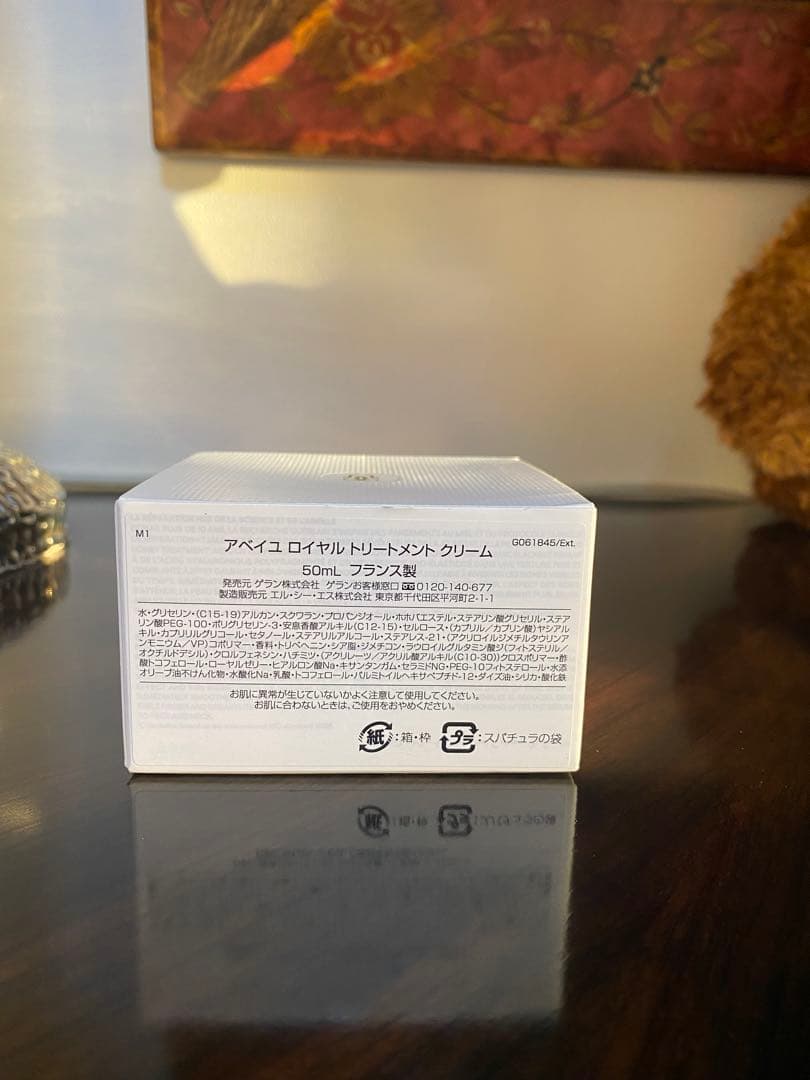 M1
G061845/Ext.
アベイユ ロイヤル トリートメント クリーム
50mL フランス製
発売元 ゲラン株式会社 ゲランお客様窓口 0120-140-677
製造販売元 エル・シー・エス株式会社 東京都千代田区平河町2-1-1
水・グリセリン・(C15-19)アルカン・スクワラン・プロパンジオール・ホホバエステル・ステアリン酸グリセリル・ステア
リン酸PEG-100・ポリグリセリン-3・安息香酸アルキル(C12-15)・セルロース・(カプリル/カプリン酸)ヤシアル
キル・カプリリルグリコール・セタノール・ステアリルアルコール・ステアレス-21・(アクリロイルジメチルタウリンア
ンモニウム/VP)コポリマー・香料・トリベヘニン・シア脂・ジメチコン・ラウロイルグルタミン酸ジ(フィトステリル/
オクチルドデシル)・クロルフェネシン・ハチミツ・(アクリレーツ/アクリル酸アルキル(C10-30))クロスポリマー・酢
酸トコフェロール・ローヤルゼリー・ヒアルロン酸Na・キサンタンガム・セラミドNG・PEG-10フィトステロール・水添
オリーブ油不けん化物・水酸化Na・乳酸・トコフェロール・パルミトイルヘキサペプチド-12・ダイズ油・シリカ・酸化鉄
お肌に異常が生じていないかよく注意して使用してください。
お肌に合わないときは、ご使用をおやめください。
紙:箱・枠 プラ:スパチュラの袋